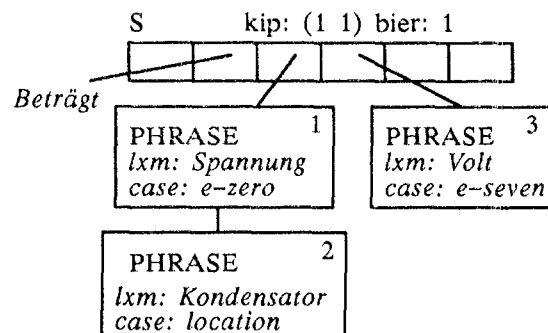 S kip: (1 1) bier: 1
Beträgt
PHRASE 1
lxm: Spannung
case: e-zero
PHRASE 3
lxm: Volt
case: e-seven
PHRASE 2
lxm: Kondensator
case: location